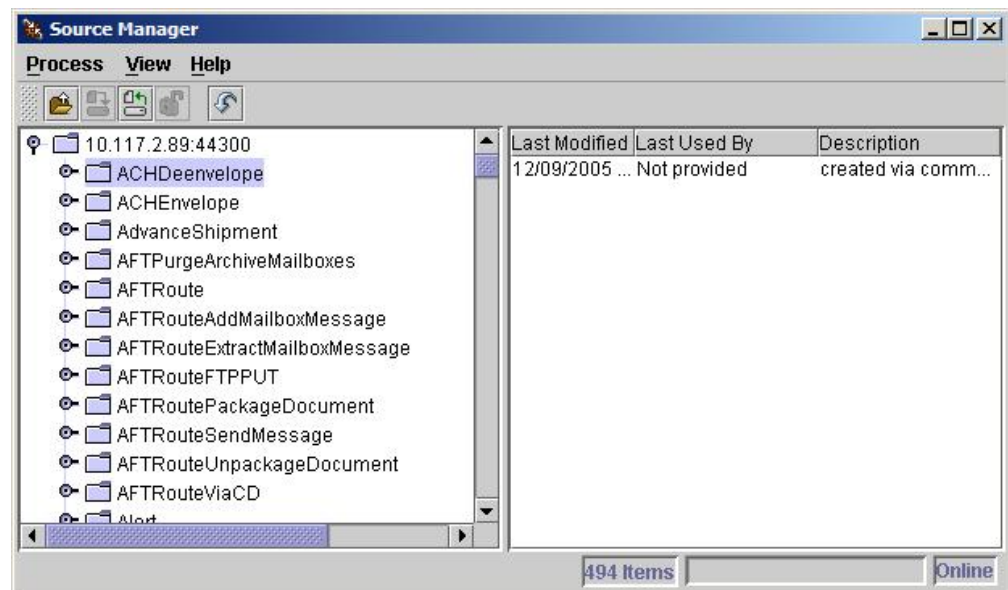 Source Manager
Process View Help
10.117.2.89:44300
ACHDeenvelope
ACHEnvelope
AdvanceShipment
AFTPurgeArchiveMailboxes
AFTRoute
AFTRouteAddMailboxMessage
AFTRouteExtractMailboxMessage
AFTRouteFTPPUT
AFTRoutePackageDocument
AFTRouteSendMessage
AFTRouteUnpackageDocument
AFTRouteViaCD
Alert
Last Modified Last Used By Description
12/09/2005 ... Not provided created via comm...
494 Items Online